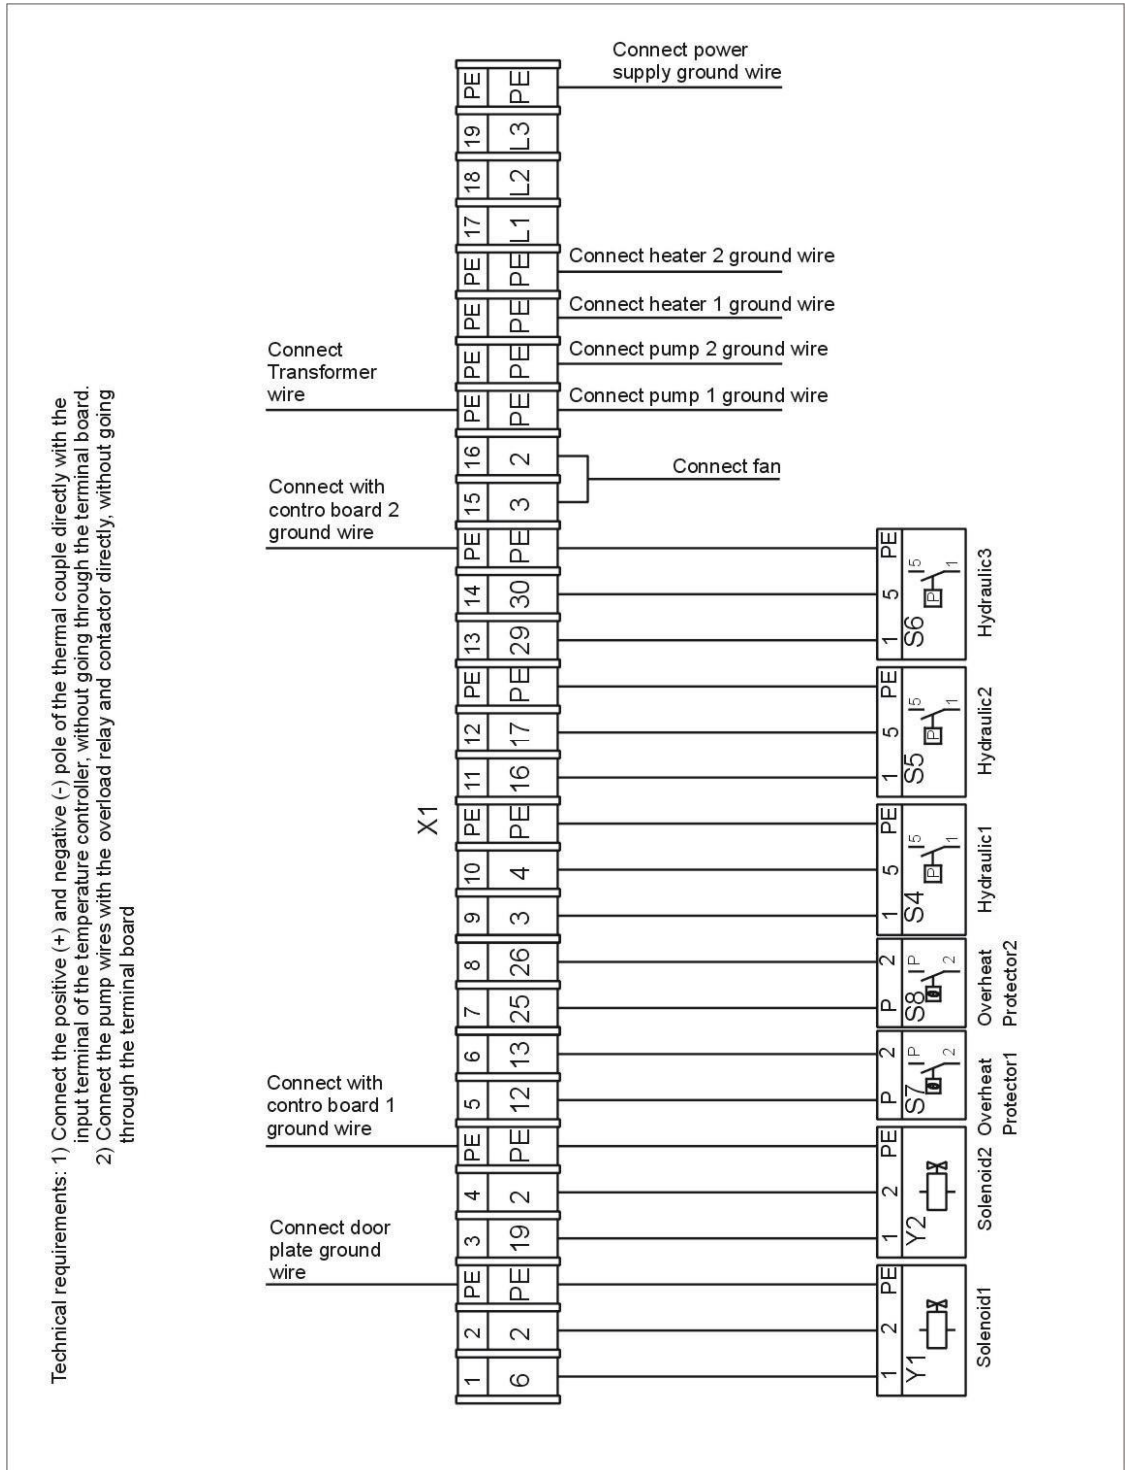 Technical requirements: 1) Connect the positive (+) and negative (-) pole of the thermal couple directly with the
input terminal of the temperature controller, without going through the terminal board.
2) Connect the pump wires with the overload relay and contactor directly, without going
through the terminal board
Connect power
supply ground wire
Connect heater 2 ground wire
Connect heater 1 ground wire
Connect pump 2 ground wire
Connect pump 1 ground wire
Connect fan
Connect
Transformer
wire
Connect with
contro board 2
ground wire
Connect with
contro board 1
ground wire
Connect door
plate ground
wire
X1
PE PE
19 L3
18 L2
17 L1
PE PE
PE PE
PE PE
PE PE
16 2
15 3
PE PE
14 30
13 29
PE PE
12 17
11 16
PE PE
10 4
9 3
8 26
7 25
6 13
5 12
PE PE
4 2
3 19
PE PE
2 2
1 6
1 5 PE
S6 P 5 1
Hydraulic3
1 5 PE
S5 P 5 1
Hydraulic2
1 5 PE
S4 P 5 1
Hydraulic1
P 2
S8 P 2
Overheat
Protector2
P 2
S7 P 2
Overheat
Protector1
1 2 PE
Y2
Solenoid2
1 2 PE
Y1
Solenoid1